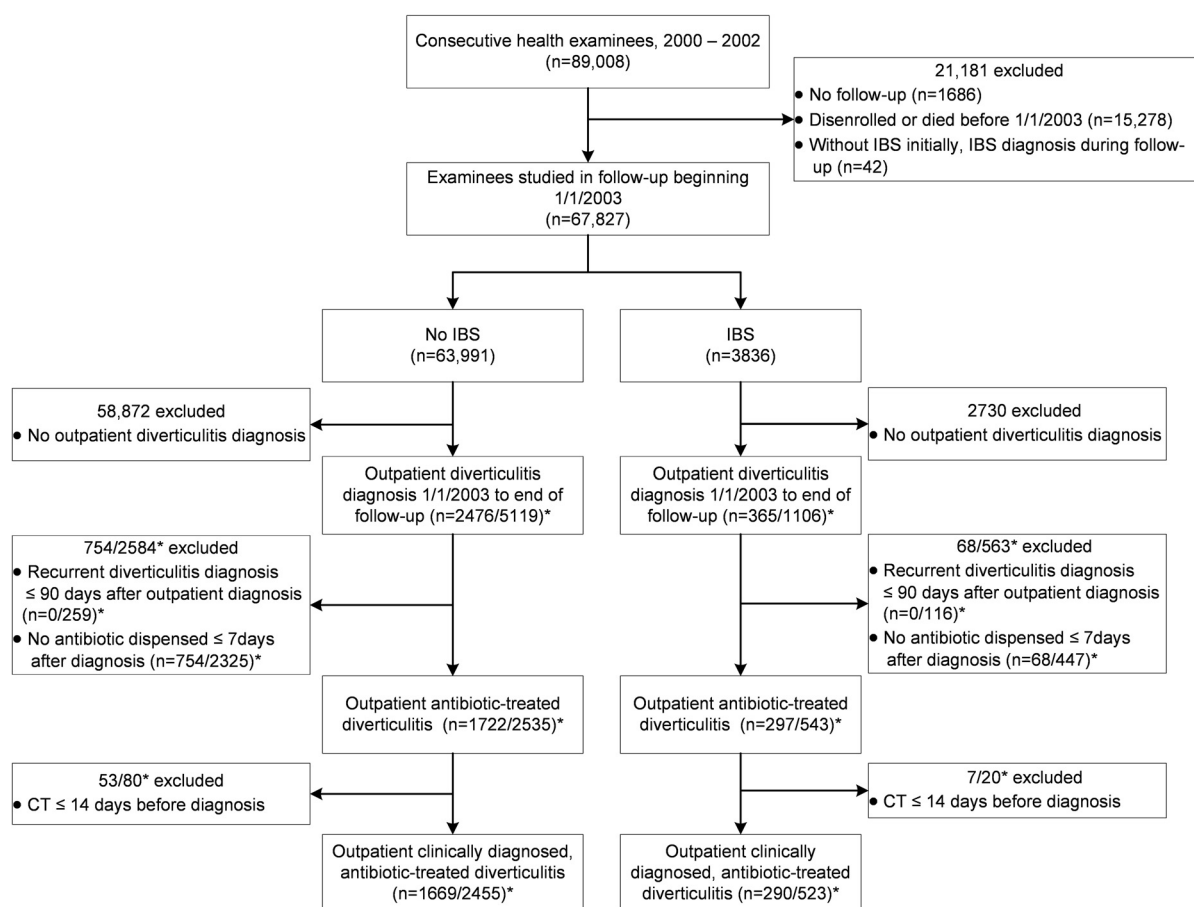 Consecutive health examinees, 2000 – 2002
(n=89,008)
21,181 excluded
● No follow-up (n=1686)
● Disenrolled or died before 1/1/2003 (n=15,278)
● Without IBS initially, IBS diagnosis during follow-
up (n=42)
Examinees studied in follow-up beginning
1/1/2003
(n=67,827)
No IBS
(n=63,991)
IBS
(n=3836)
58,872 excluded
● No outpatient diverticulitis diagnosis
2730 excluded
● No outpatient diverticulitis diagnosis
Outpatient diverticulitis
diagnosis 1/1/2003 to end of
follow-up (n=2476/5119)*
Outpatient diverticulitis
diagnosis 1/1/2003 to end of
follow-up (n=365/1106)*
754/2584* excluded
● Recurrent diverticulitis diagnosis
≤ 90 days after outpatient diagnosis
(n=0/259)*
● No antibiotic dispensed ≤ 7days
after diagnosis (n=754/2325)*
68/563* excluded
● Recurrent diverticulitis diagnosis
≤ 90 days after outpatient diagnosis
(n=0/116)*
● No antibiotic dispensed ≤ 7days
after diagnosis (n=68/447)*
Outpatient antibiotic-treated
diverticulitis (n=1722/2535)*
Outpatient antibiotic-treated
diverticulitis (n=297/543)*
53/80* excluded
● CT ≤ 14 days before diagnosis
7/20* excluded
● CT ≤ 14 days before diagnosis
Outpatient clinically diagnosed,
antibiotic-treated diverticulitis
(n=1669/2455)*
Outpatient clinically
diagnosed, antibiotic-treated
diverticulitis (n=290/523)*